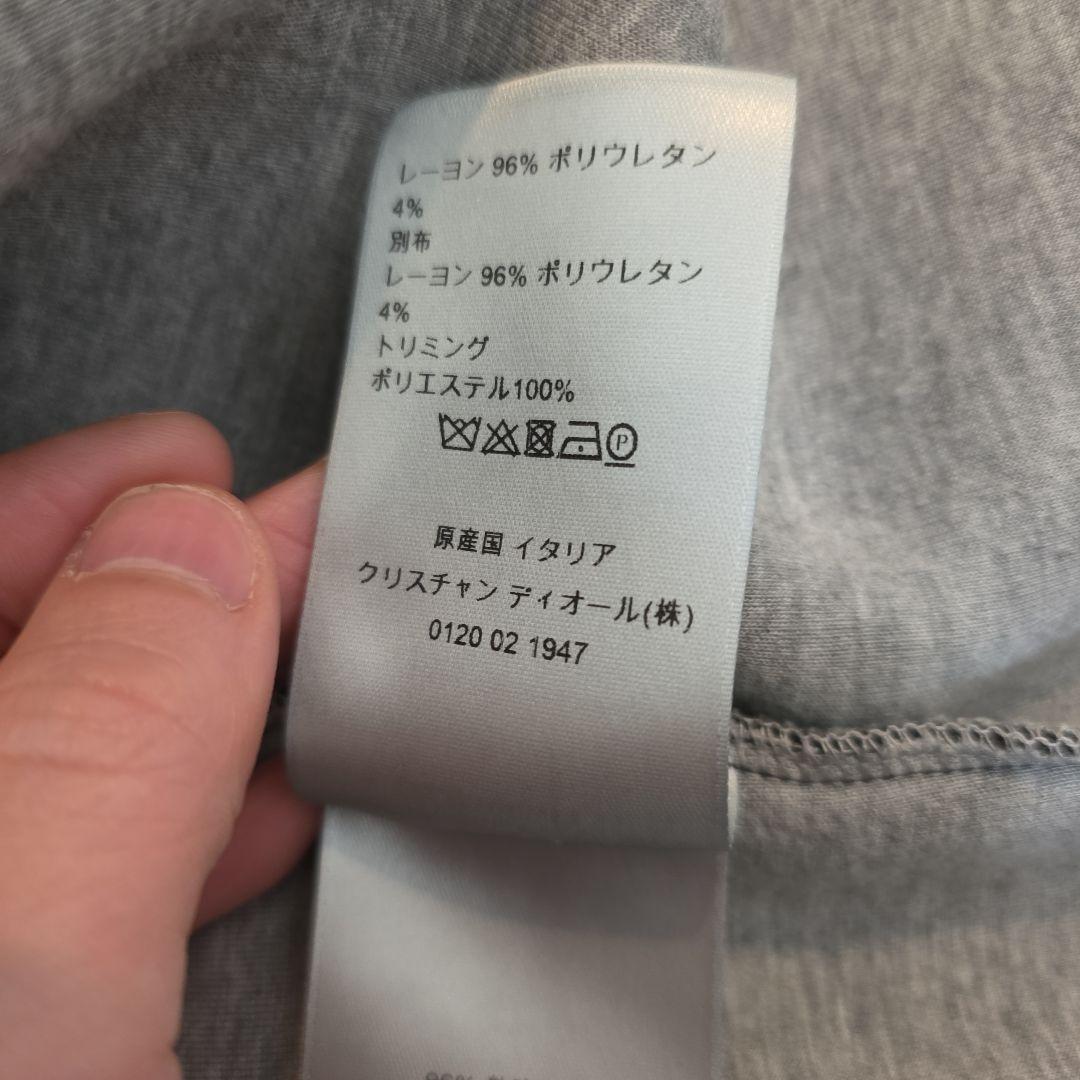 レーヨン 96% ポリウレタン
4%
別布
レーヨン 96% ポリウレタン
4%
トリミング
ポリエステル100%
P
原産国 イタリア
クリスチャン ディオール(株)
0120 02 1947